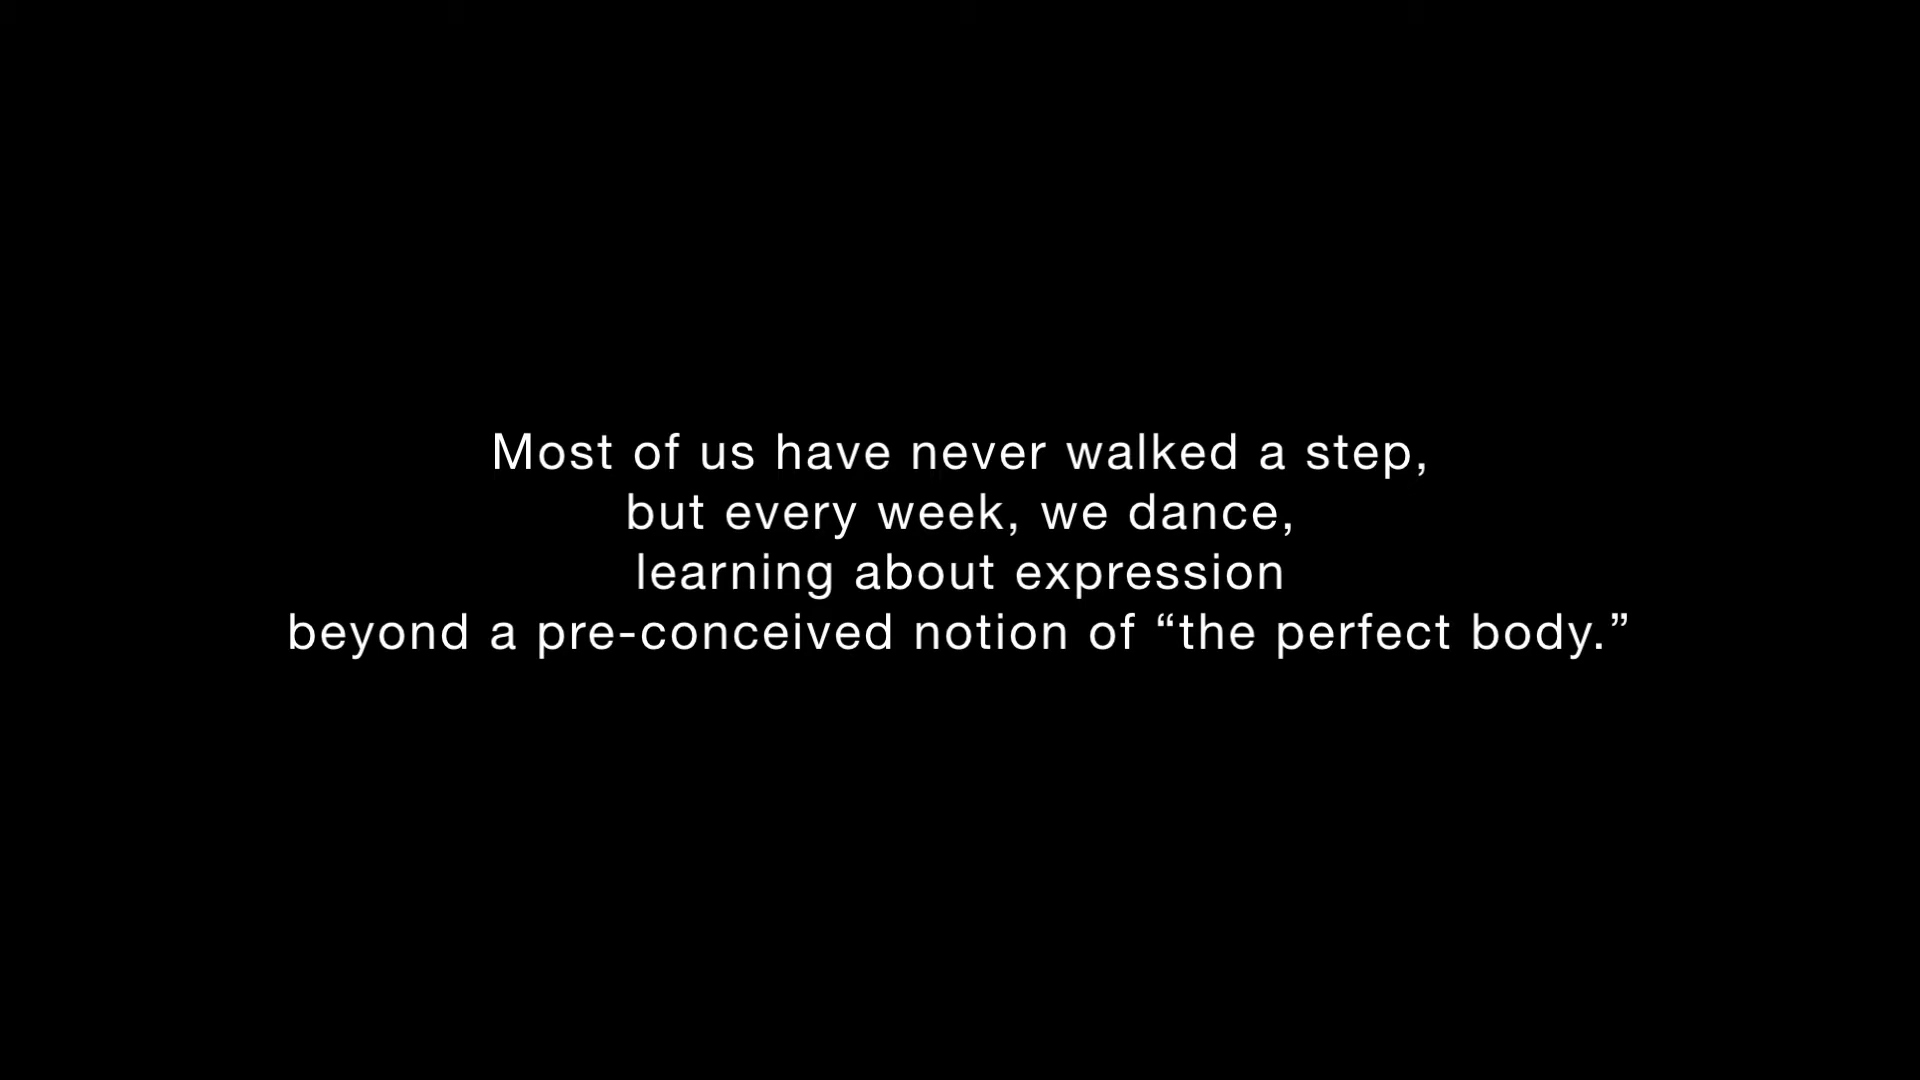 Most of us have never walked a step,
but every week, we dance,
learning about expression
beyond a pre-conceived notion of “the perfect body.”